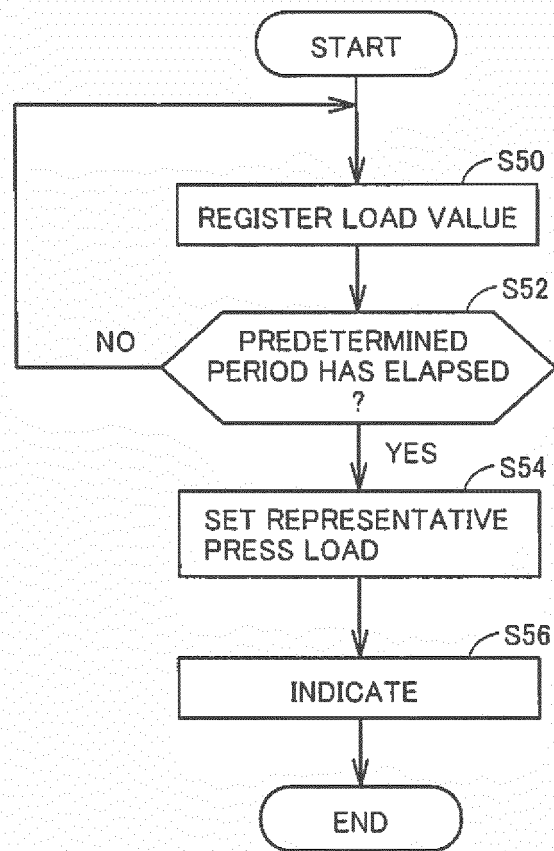 START
S50
REGISTER LOAD VALUE
S52
NO
PREDETERMINED
PERIOD HAS ELAPSED
?
YES
S54
SET REPRESENTATIVE
PRESS LOAD
S56
INDICATE
END